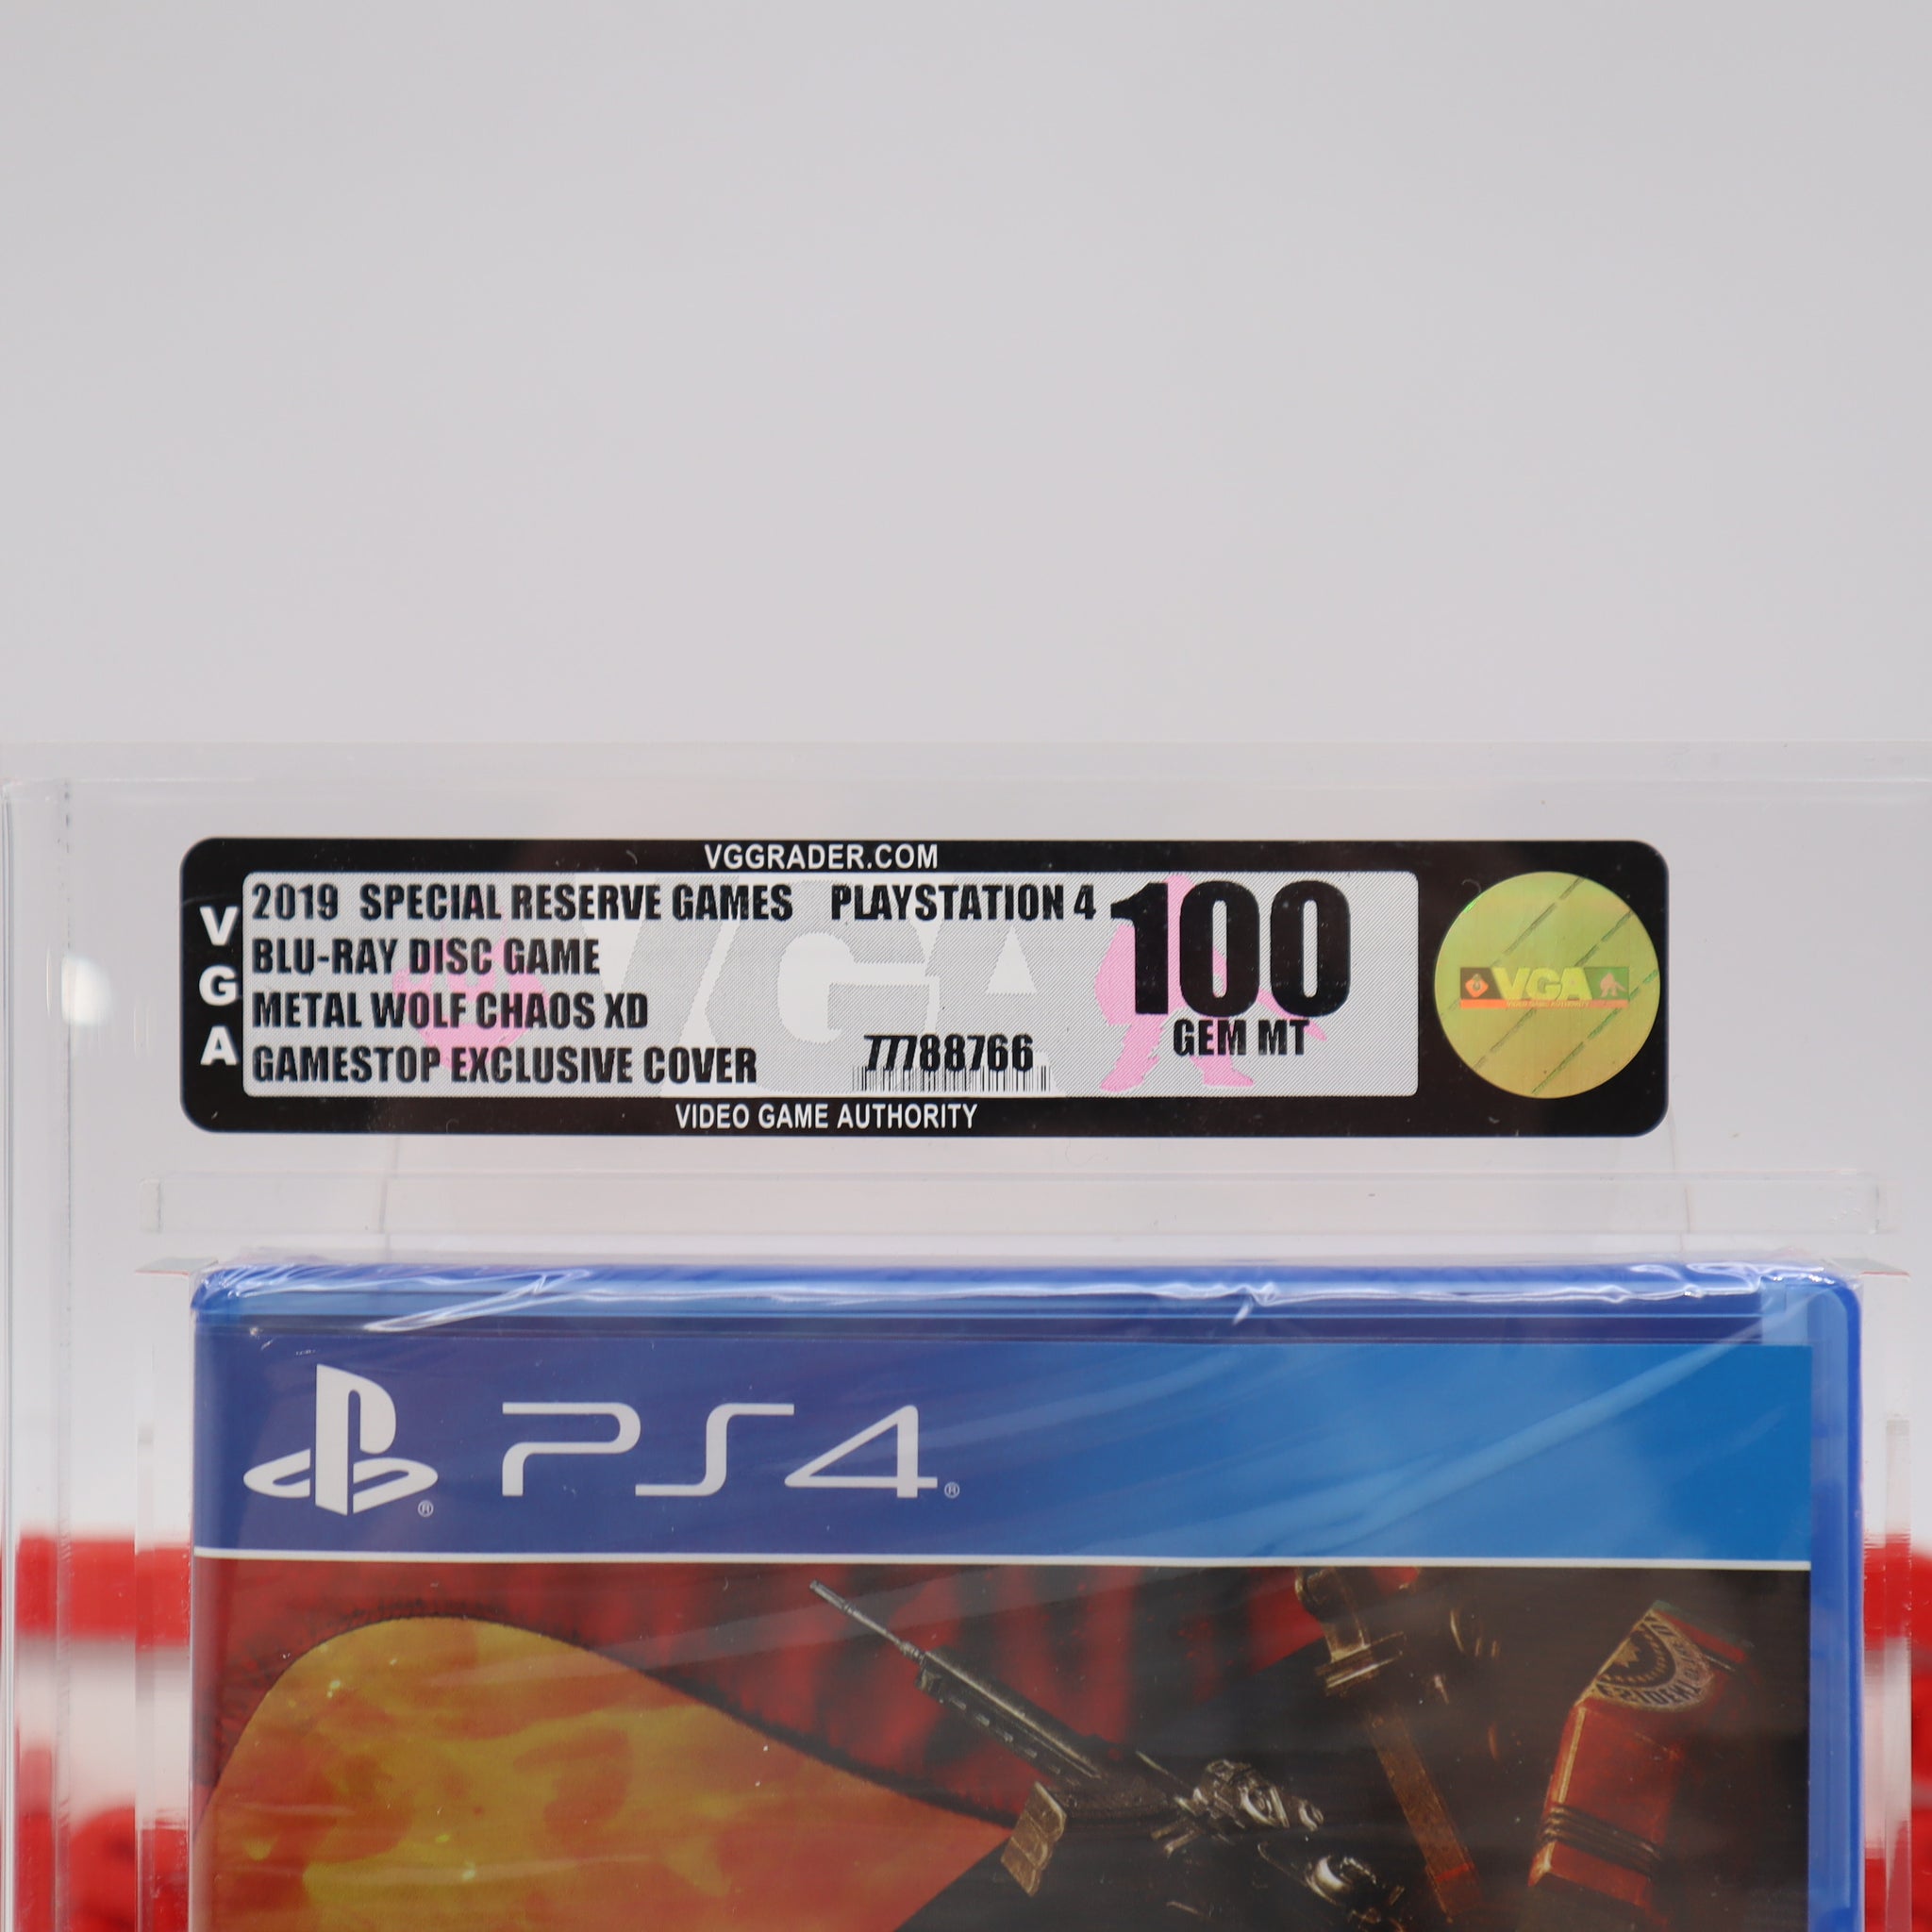 VGGRADER.COM
VGA
2019 SPECIAL RESERVE GAMES PLAYSTATION 4
BLU-RAY DISC GAME
METAL WOLF CHAOS XD
GAMESTOP EXCLUSIVE COVER
77788766
100
GEM MT
VGA
VIDEO GAME AUTHORITY
PS4®